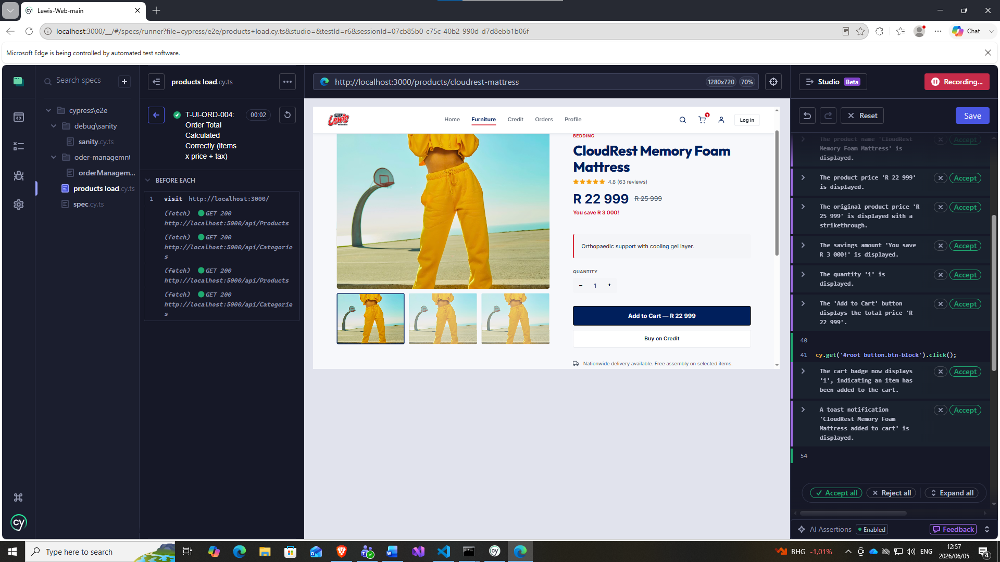 Lewis-Web-main
localhost:3000/__/#/specs/runner?file=cypress/e2e/products+load.cy.ts&studio=&testId=r6&sessionId=07cb85b0-c75c-40b2-990d-d7d8ebb1b06f
Chat
Microsoft Edge is being controlled by automated test software.
Search specs
cypress\e2e
debug\sanity
sanity.cy.ts
oder-managemnt
orderManagem...
products load.cy.ts
spec.cy.ts
cy
products load.cy.ts
T-UI-ORD-004:
Order Total
Calculated
Correctly (items
x price + tax)
00:02
BEFORE EACH
1 visit http://localhost:3000/
(fetch) GET 200
http://localhost:5000/api/Products
(fetch) GET 200
http://localhost:5000/api/Categorie
s
(fetch) GET 200
http://localhost:5000/api/Products
(fetch) GET 200
http://localhost:5000/api/Categorie
s
http://localhost:3000/products/cloudrest-mattress
1280x720 70%
Lewis
Home Furniture Credit Orders Profile
1
Log In
BEDDING
CloudRest Memory Foam
Mattress
4.8 (63 reviews)
R 22 999 R 25 999
You save R 3 000!
Orthopaedic support with cooling gel layer.
QUANTITY
− 1 +
Add to Cart — R 22 999
Buy on Credit
Nationwide delivery available. Free assembly on selected items.
Studio Beta
Recording...
Reset
Save
The product name 'CloudRest
Memory Foam Mattress' is
displayed.
Accept
The product price 'R 22 999'
is displayed.
Accept
The original product price 'R
25 999' is displayed with a
strikethrough.
Accept
The savings amount 'You save
R 3 000!' is displayed.
Accept
The quantity '1' is
displayed.
Accept
The 'Add to Cart' button
displays the total price 'R
22 999'.
Accept
40
41 cy.get('#root button.btn-block').click();
The cart badge now displays
'1', indicating an item has
been added to the cart.
Accept
A toast notification
'CloudRest Memory Foam
Mattress added to cart' is
displayed.
Accept
54
Accept all Reject all Expand all
AI Assertions Enabled Feedback
Type here to search
BHG -1,01%
ENG
12:57
2026/06/05
4